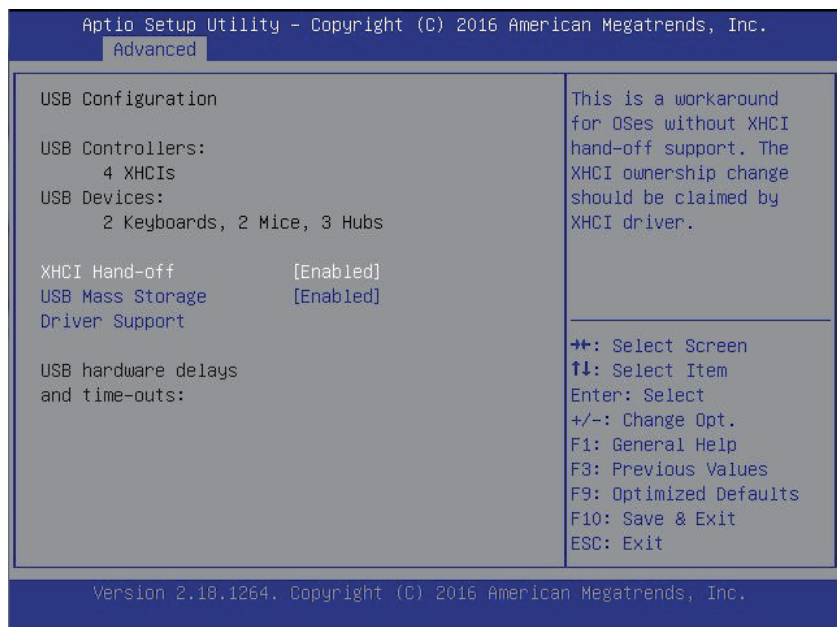 Aptio Setup Utility – Copyright (C) 2016 American Megatrends, Inc.
Advanced
USB Configuration
USB Controllers:
4 XHCIs
USB Devices:
2 Keyboards, 2 Mice, 3 Hubs
XHCI Hand-off [Enabled]
USB Mass Storage [Enabled]
Driver Support
USB hardware delays
and time-outs:
This is a workaround
for OSes without XHCI
hand-off support. The
XHCI ownership change
should be claimed by
XHCI driver.
→←: Select Screen
↑↓: Select Item
Enter: Select
+/-: Change Opt.
F1: General Help
F3: Previous Values
F9: Optimized Defaults
F10: Save & Exit
ESC: Exit
Version 2.18.1264. Copyright (C) 2016 American Megatrends, Inc.